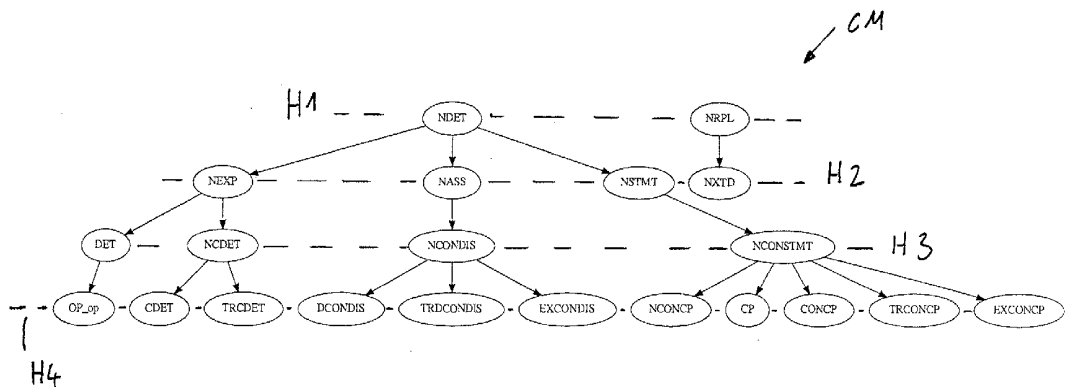 CM
H1 NDET NRPL
NEXP NASS NSTMT NXTD H2
DET NCDET NCONDIS NCONSTMT H3
OP_op CDET TRCDET DCONDIS TRDCONDIS EXCONDIS NCONCP CP CONCP TRCONCP EXCONCP
H4